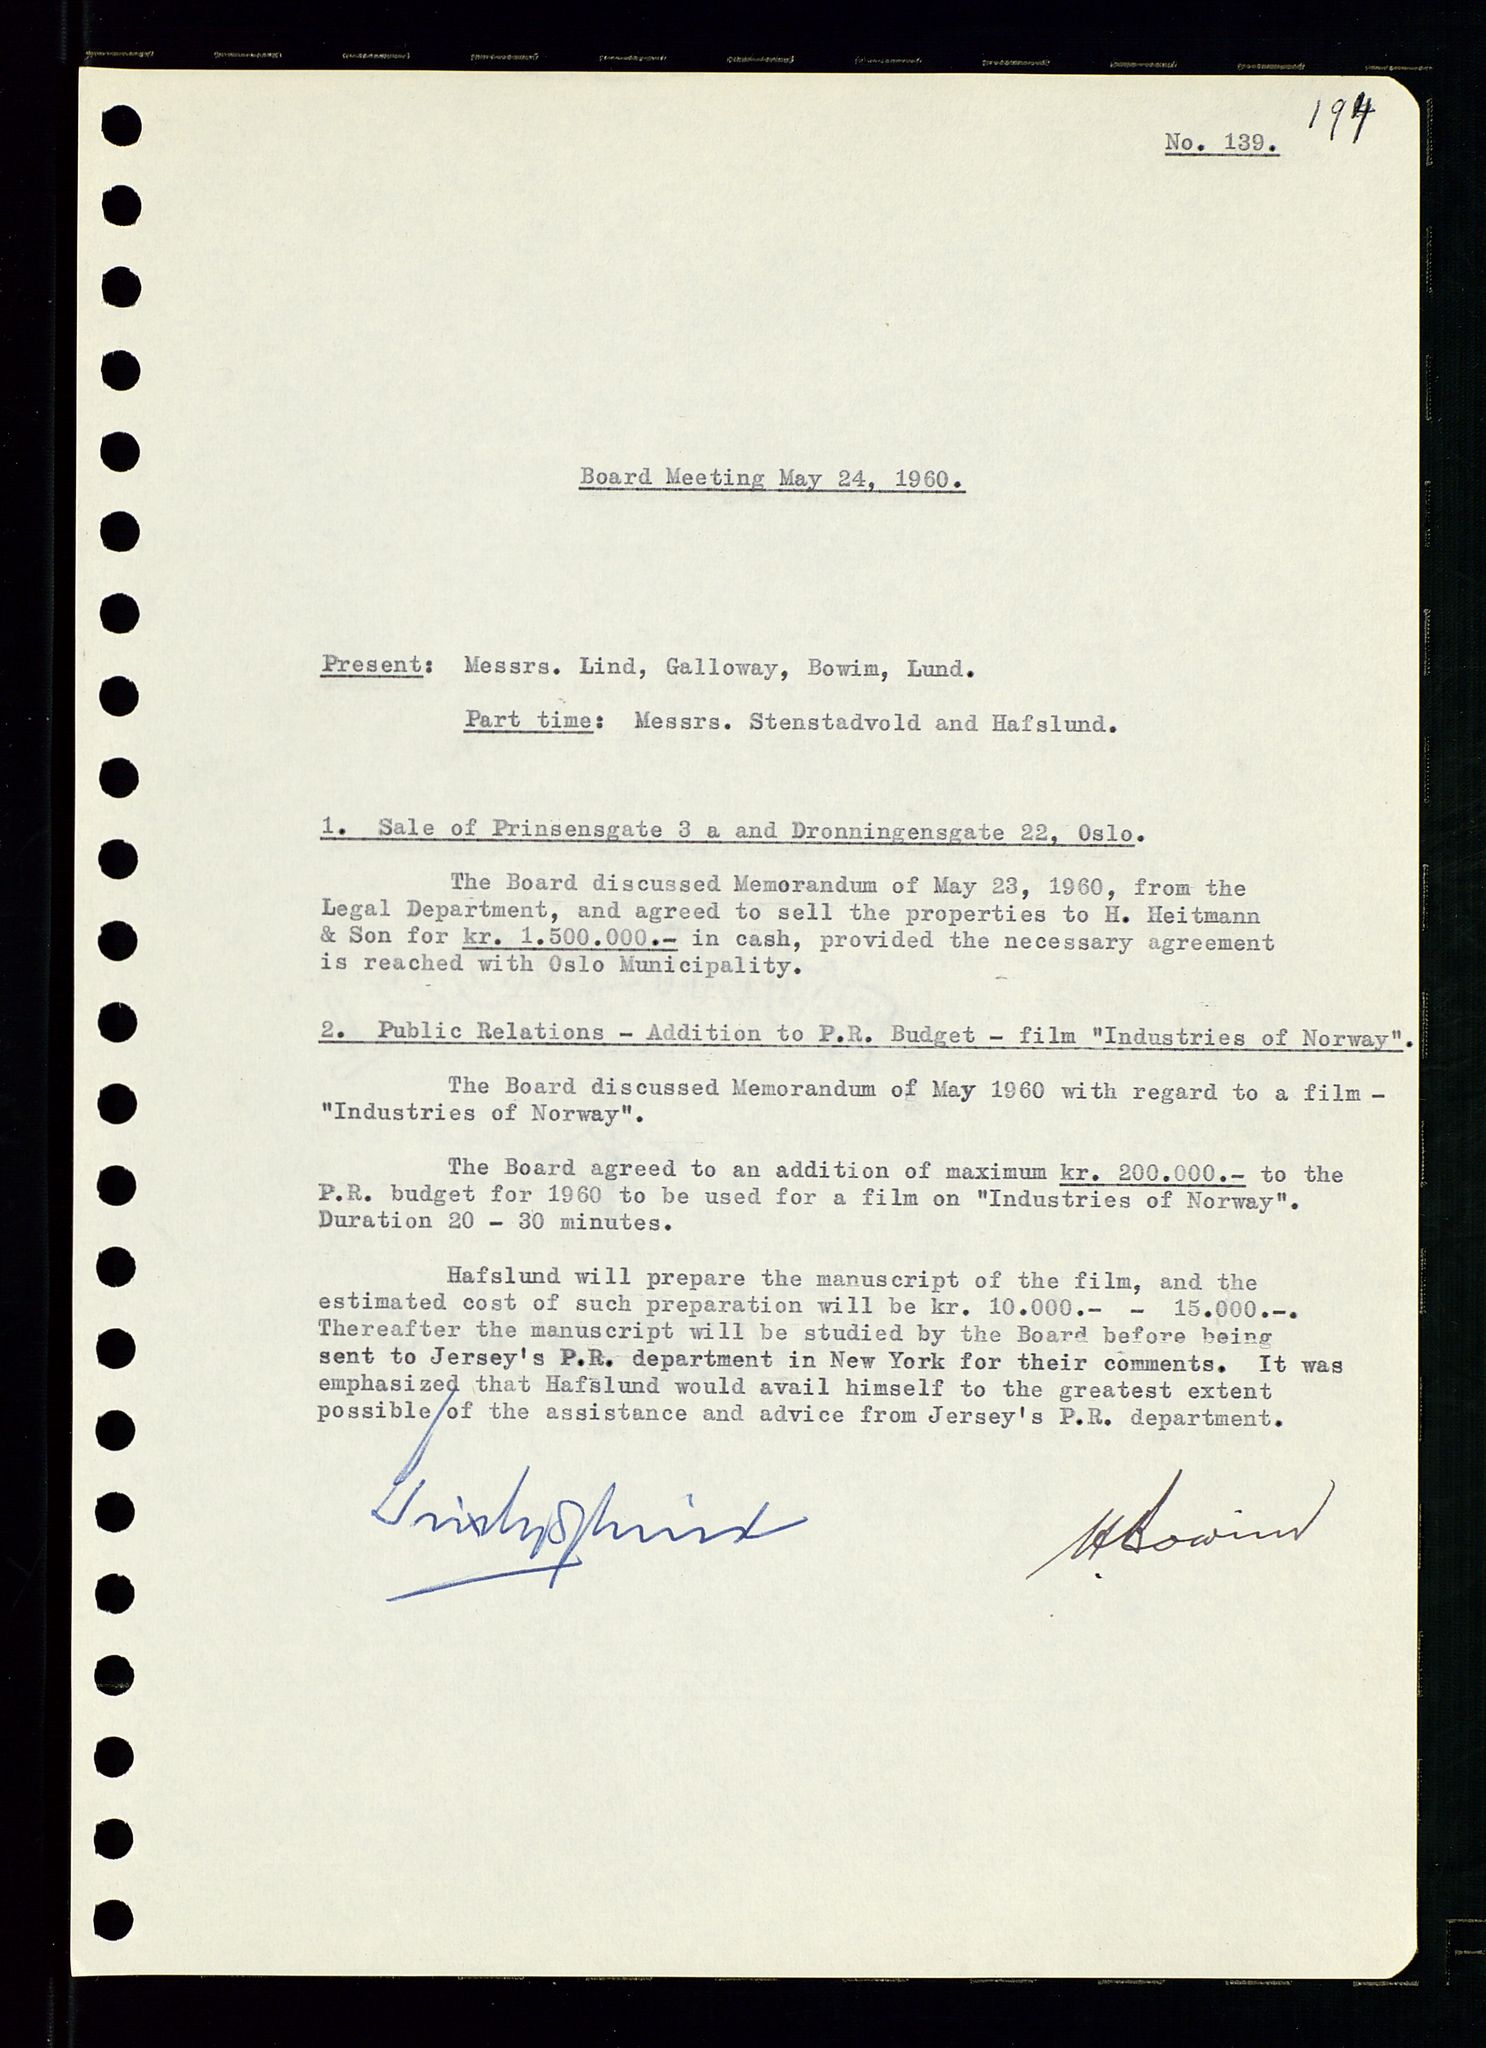 194
No. 139.
Board Meeting May 24, 1960.
Present: Messrs. Lind, Galloway, Bowim, Lund.
Part time: Messrs. Stenstadvold and Hafslund.
1. Sale of Prinsensgate 3 a and Dronningensgate 22, Oslo.
The Board discussed Memorandum of May 23, 1960, from the
Legal Department, and agreed to sell the properties to H. Heitmann
& Son for kr. 1.500.000.- in cash, provided the necessary agreement
is reached with Oslo Municipality.
2. Public Relations - Addition to P.R. Budget - film "Industries of Norway".
The Board discussed Memorandum of May 1960 with regard to a film -
"Industries of Norway".
The Board agreed to an addition of maximum kr. 200.000.- to the
P.R. budget for 1960 to be used for a film on "Industries of Norway".
Duration 20 - 30 minutes.
Hafslund will prepare the manuscript of the film, and the
estimated cost of such preparation will be kr. 10.000.- - 15.000.-.
Thereafter the manuscript will be studied by the Board before being
sent to Jersey's P.R. department in New York for their comments. It was
emphasized that Hafslund would avail himself to the greatest extent
possible of the assistance and advice from Jersey's P.R. department.
H. Bowim